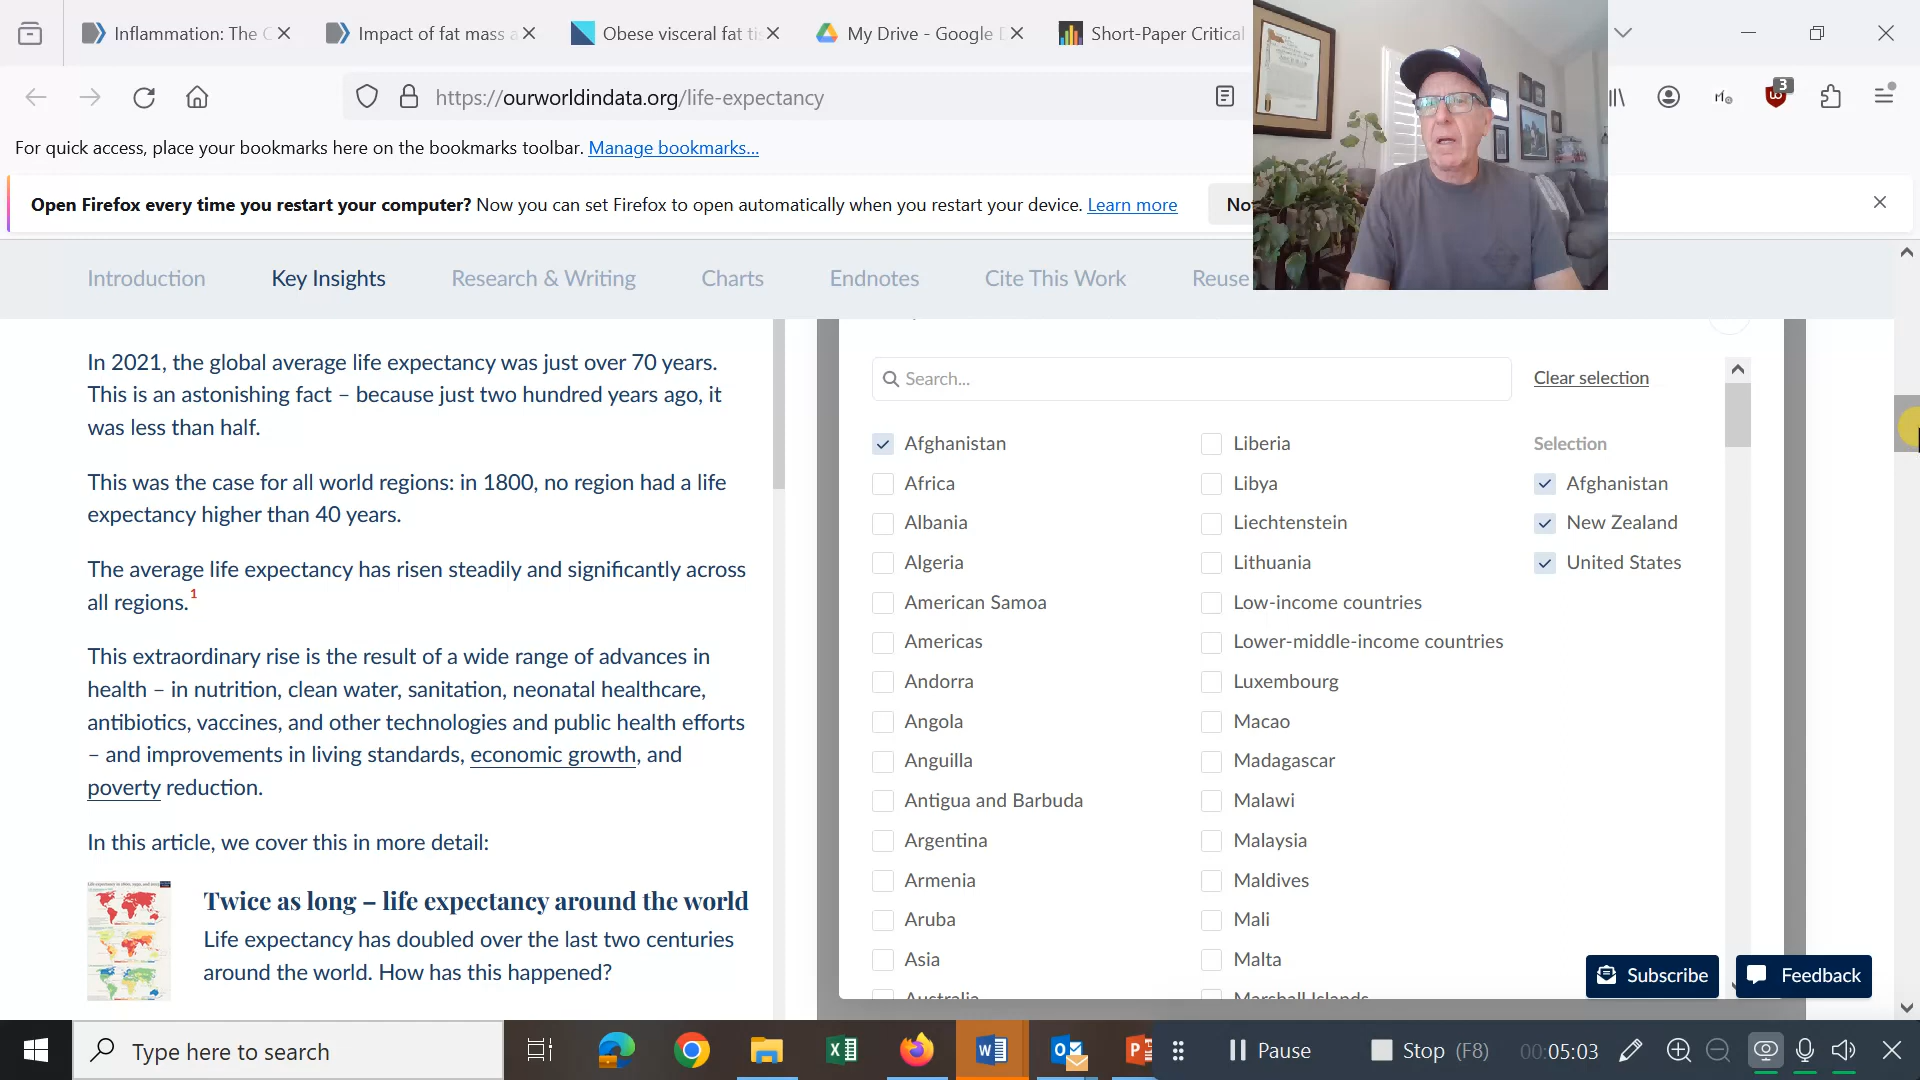 Inflammation: The C
Impact of fat mass a
Obese visceral fat tis
My Drive - Google D
Short-Paper Critical
https://ourworldindata.org/life-expectancy
3
For quick access, place your bookmarks here on the bookmarks toolbar. Manage bookmarks...
Open Firefox every time you restart your computer? Now you can set Firefox to open automatically when you restart your device. Learn more
No
Introduction
Key Insights
Research & Writing
Charts
Endnotes
Cite This Work
Reuse
In 2021, the global average life expectancy was just over 70 years.
This is an astonishing fact – because just two hundred years ago, it
was less than half.
This was the case for all world regions: in 1800, no region had a life
expectancy higher than 40 years.
The average life expectancy has risen steadily and significantly across
all regions.1
This extraordinary rise is the result of a wide range of advances in
health – in nutrition, clean water, sanitation, neonatal healthcare,
antibiotics, vaccines, and other technologies and public health efforts
– and improvements in living standards, economic growth, and
poverty reduction.
In this article, we cover this in more detail:
Twice as long – life expectancy around the world
Life expectancy has doubled over the last two centuries
around the world. How has this happened?
Search...
Clear selection
Afghanistan
Africa
Albania
Algeria
American Samoa
Americas
Andorra
Angola
Anguilla
Antigua and Barbuda
Argentina
Armenia
Aruba
Asia
Australia
Liberia
Libya
Liechtenstein
Lithuania
Low-income countries
Lower-middle-income countries
Luxembourg
Macao
Madagascar
Malawi
Malaysia
Maldives
Mali
Malta
Marshall Islands
Selection
Afghanistan
New Zealand
United States
Subscribe
Feedback
Type here to search
Pause
Stop (F8)
00:05:03